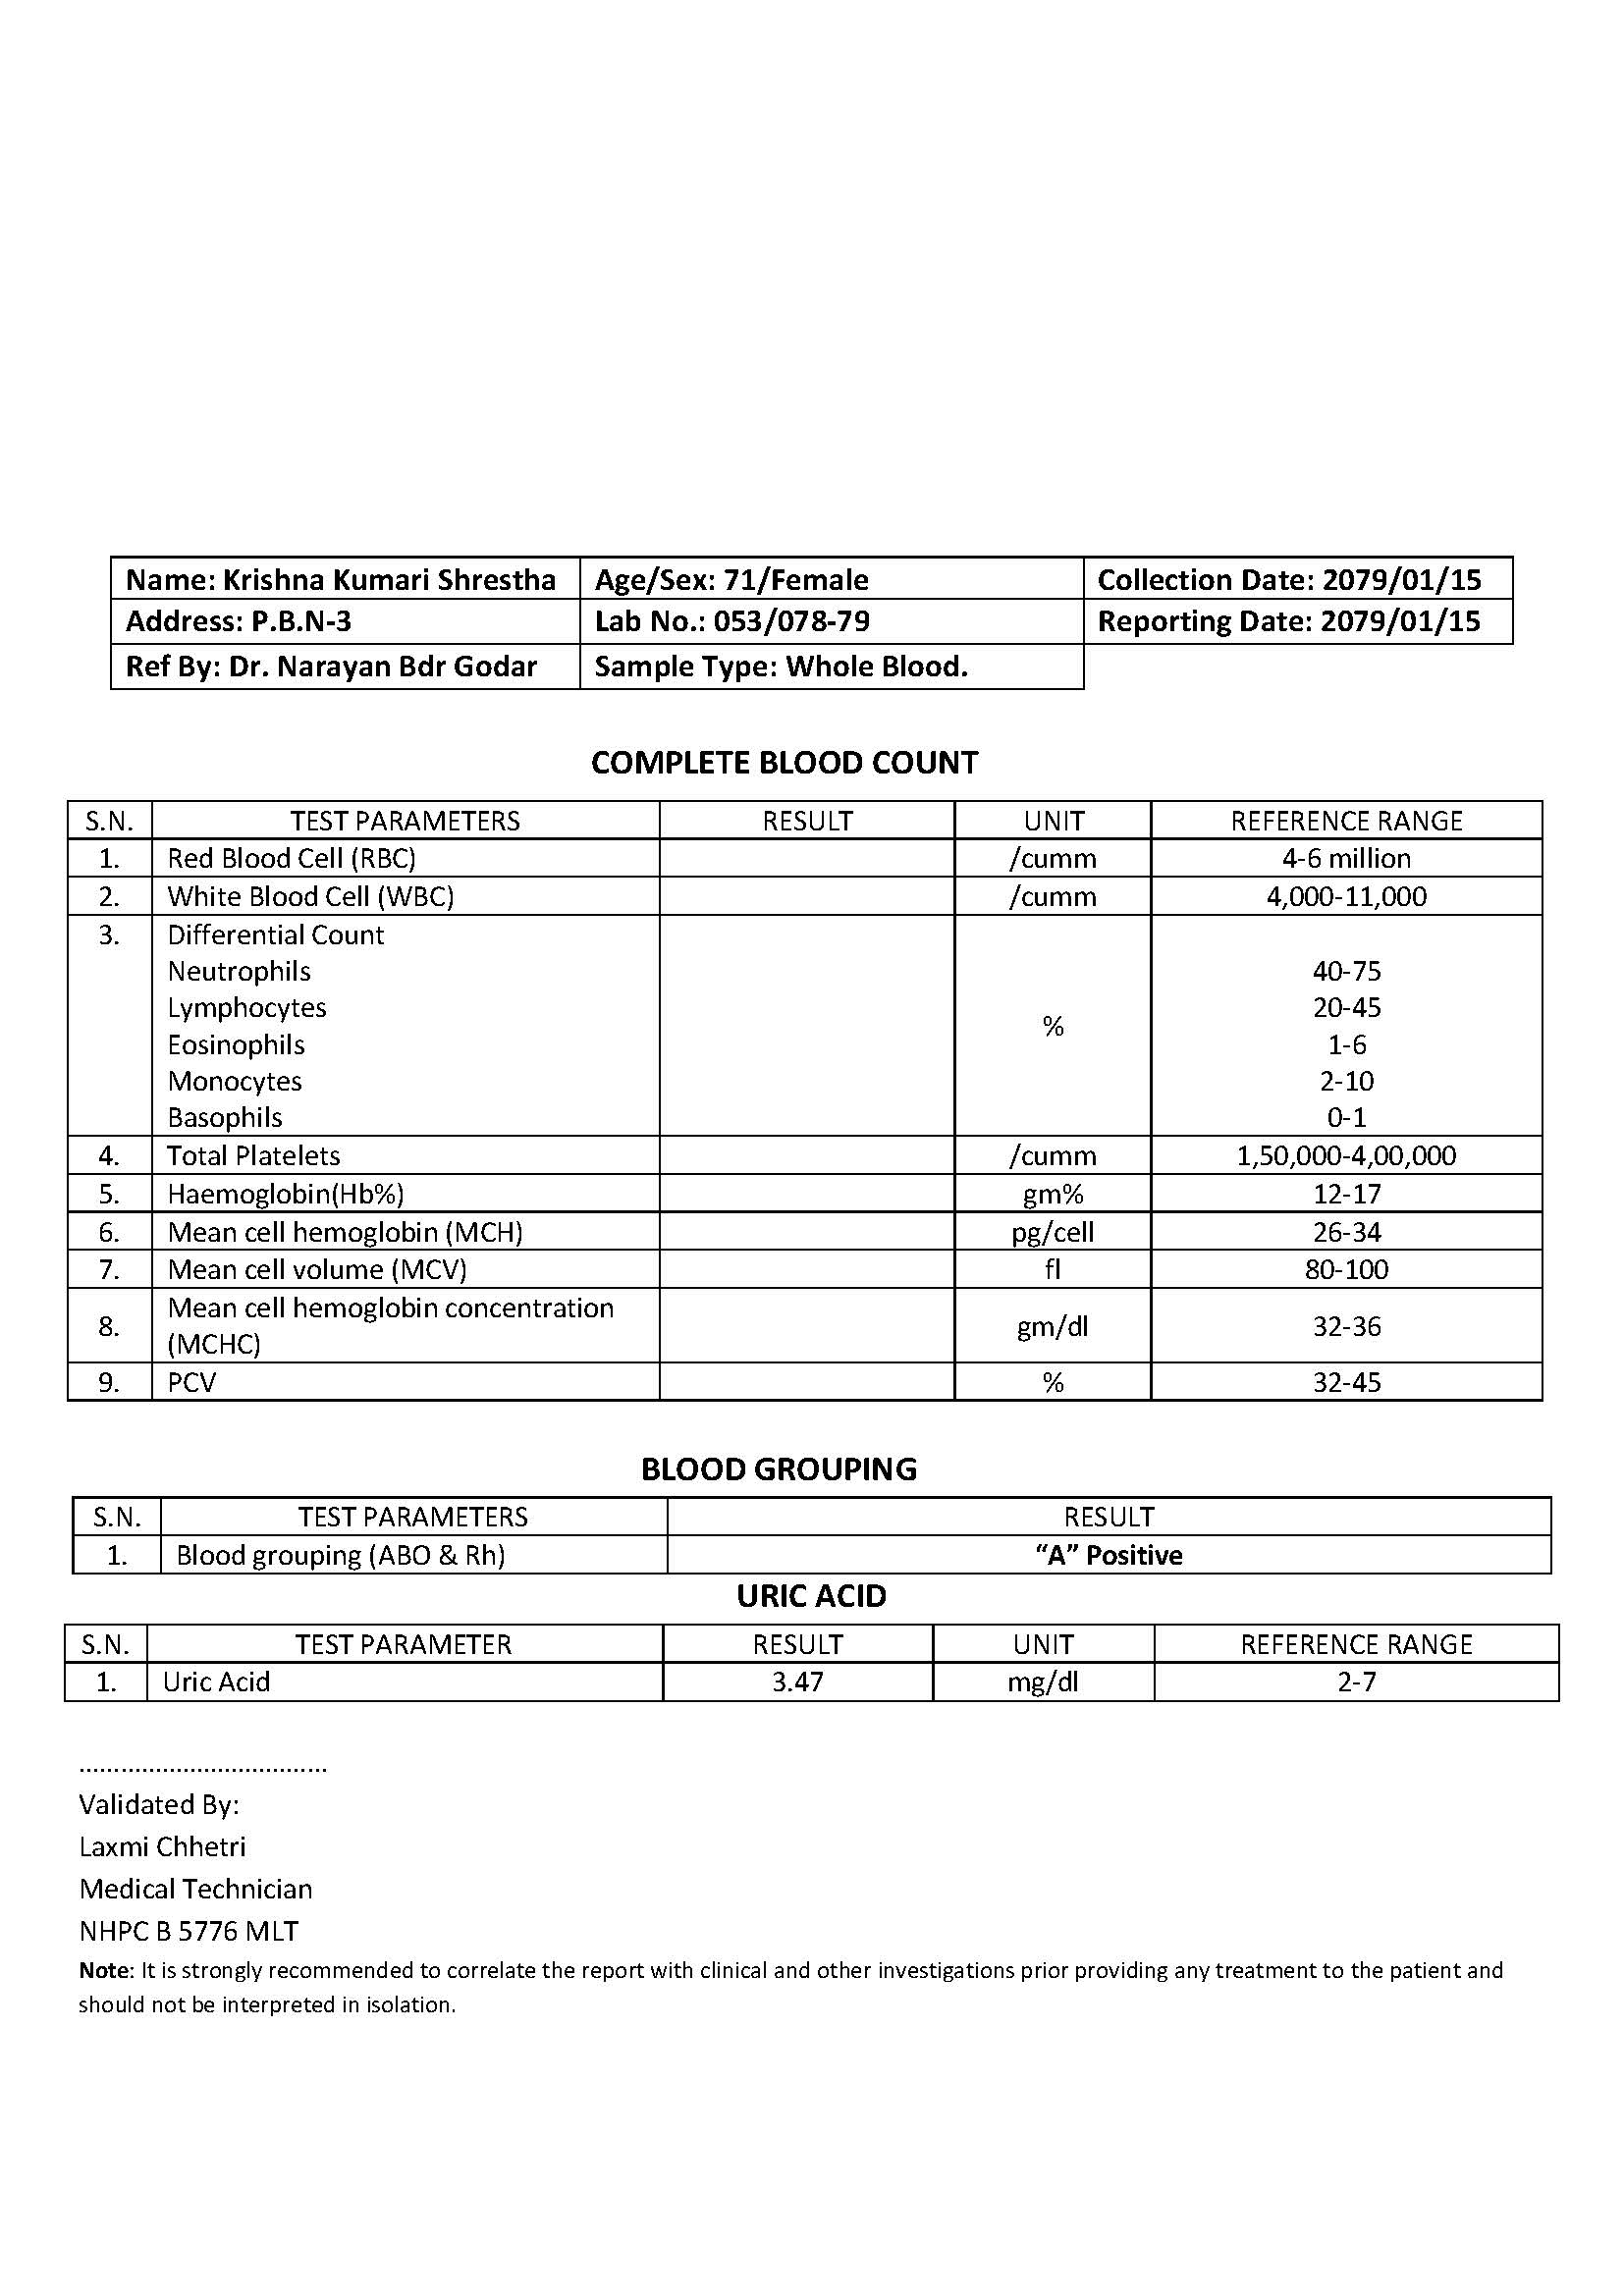 Name: Krishna Kumari Shrestha Age/Sex: 71/Female Collection Date: 2079/01/15
Address: P.B.N-3 Lab No.: 053/078-79 Reporting Date: 2079/01/15
Ref By: Dr. Narayan Bdr Godar Sample Type: Whole Blood.
COMPLETE BLOOD COUNT
S.N. TEST PARAMETERS RESULT UNIT REFERENCE RANGE
1. Red Blood Cell (RBC) /cumm 4-6 million
2. White Blood Cell (WBC) /cumm 4,000-11,000
3. Differential Count
Neutrophils 40-75
Lymphocytes 20-45
%
Eosinophils 1-6
Monocytes 2-10
Basophils 0-1
4. Total Platelets /cumm 1,50,000-4,00,000
5. Haemoglobin(Hb%) gm% 12-17
6. Mean cell hemoglobin (MCH) pg/cell 26-34
7. Mean cell volume (MCV) fl 80-100
8. Mean cell hemoglobin concentration
(MCHC) gm/dl 32-36
9. PCV % 32-45
BLOOD GROUPING
S.N. TEST PARAMETERS RESULT
1. Blood grouping (ABO & Rh) “A” Positive
URIC ACID
S.N. TEST PARAMETER RESULT UNIT REFERENCE RANGE
1. Uric Acid 3.47 mg/dl 2-7
....................................
Validated By:
Laxmi Chhetri
Medical Technician
NHPC B 5776 MLT
Note: It is strongly recommended to correlate the report with clinical and other investigations prior providing any treatment to the patient and
should not be interpreted in isolation.